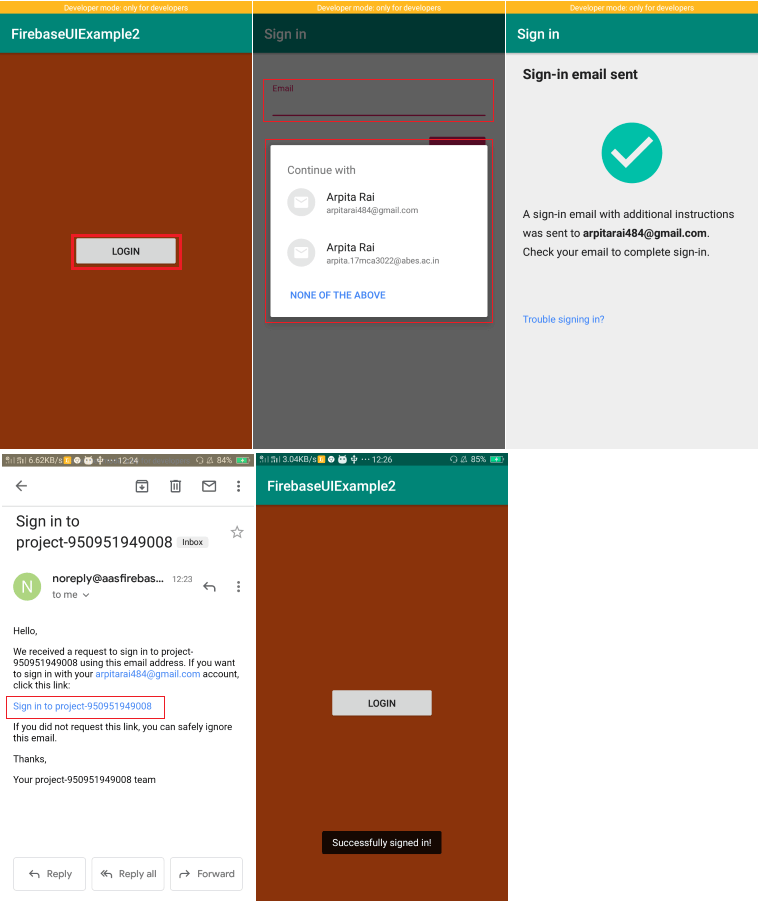 Developer mode: only for developers
FirebaseUIExample2
LOGIN
Developer mode: only for developers
Sign in
Email
Continue with
Arpita Rai
arpitarai484@gmail.com
Arpita Rai
arpita.17mca3022@abes.ac.in
NONE OF THE ABOVE
Developer mode: only for developers
Sign in
Sign-in email sent
A sign-in email with additional instructions
was sent to arpitarai484@gmail.com.
Check your email to complete sign-in.
Trouble signing in?
6.62KB/s ··· 12:24 84%
Sign in to
project-950951949008 Inbox
N
noreply@aasfirebas... 12:23
to me
Hello,
We received a request to sign in to project-
950951949008 using this email address. If you want
to sign in with your arpitarai484@gmail.com account,
click this link:
Sign in to project-950951949008
If you did not request this link, you can safely ignore
this email.
Thanks,
Your project-950951949008 team
Reply Reply all Forward
3.04KB/s ··· 12:26 85%
FirebaseUIExample2
LOGIN
Successfully signed in!